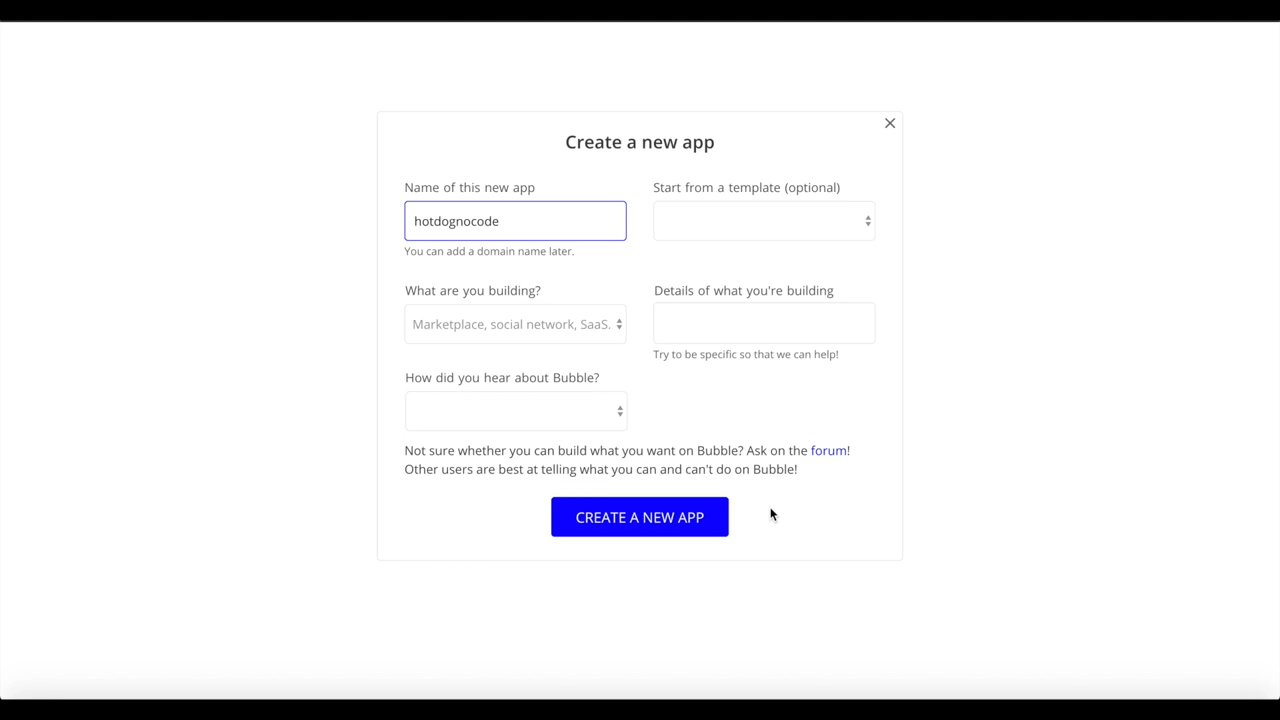 Create a new app
Name of this new app
Start from a template (optional)
hotdognocode
You can add a domain name later.
What are you building?
Details of what you're building
Marketplace, social network, SaaS.
Try to be specific so that we can help!
How did you hear about Bubble?
Not sure whether you can build what you want on Bubble? Ask on the forum!
Other users are best at telling what you can and can't do on Bubble!
CREATE A NEW APP